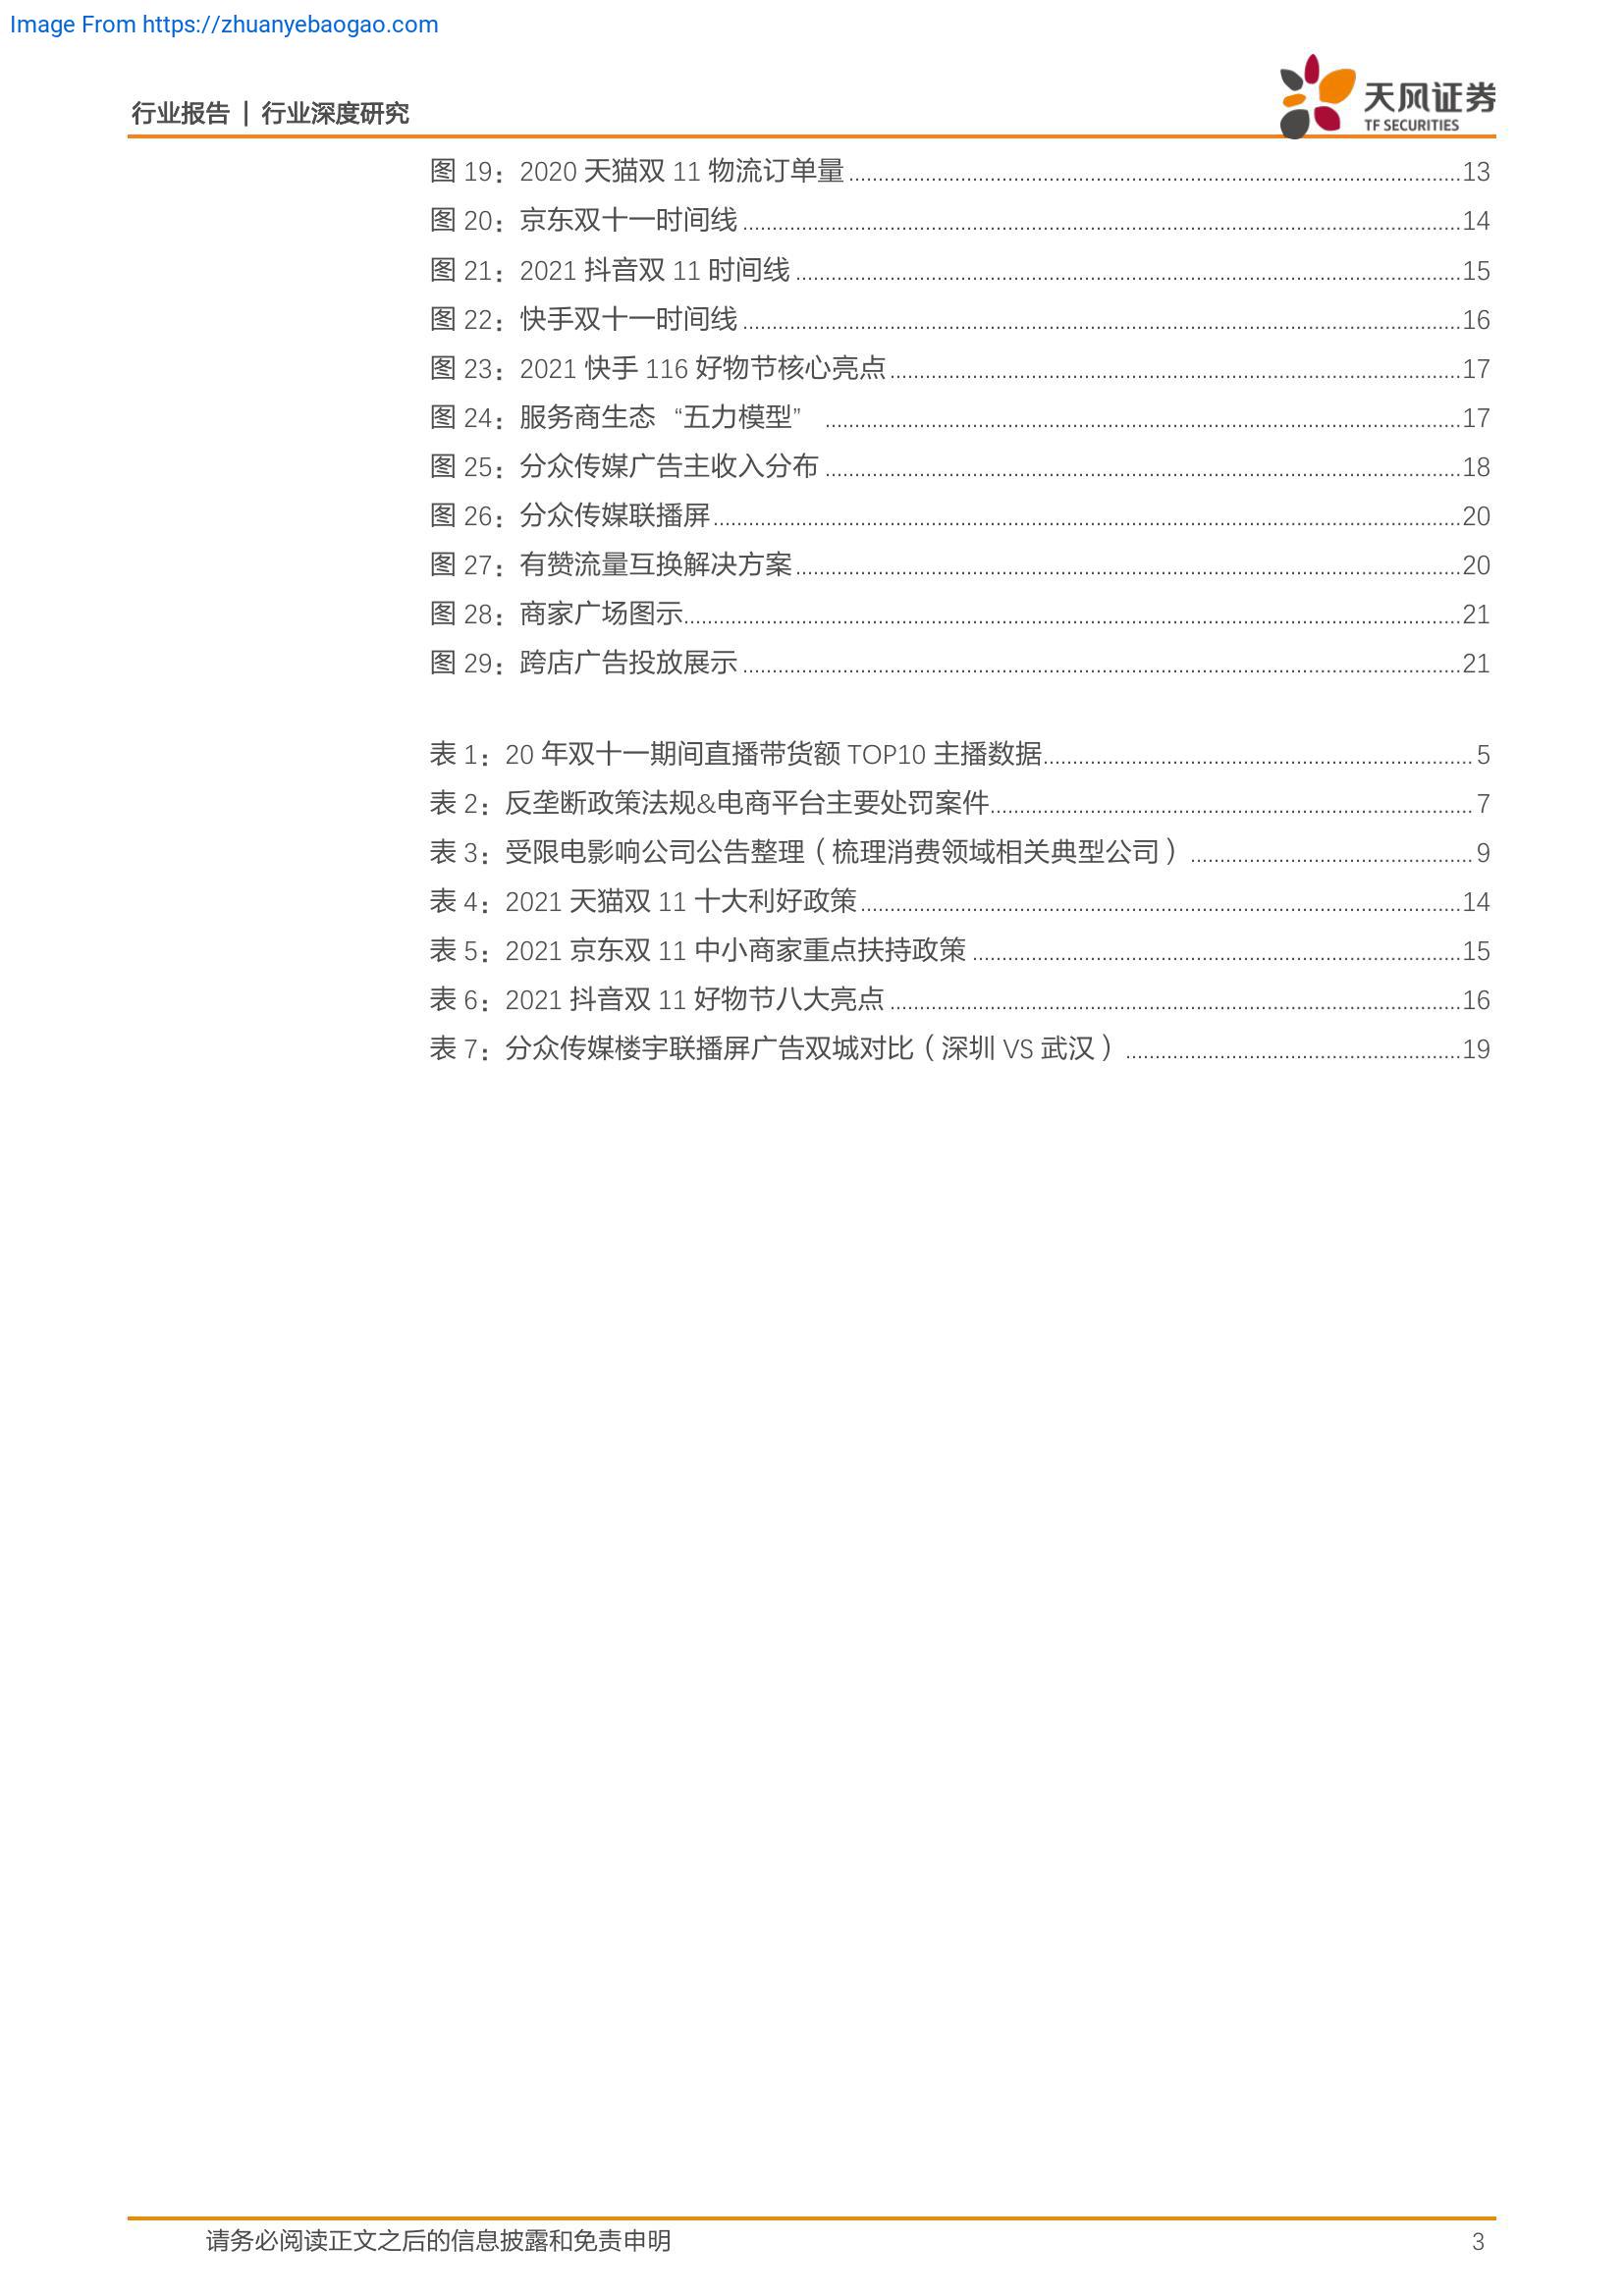 Image From https://zhuanyebaogao.com
行业报告 | 行业深度研究
天风证券
TF SECURITIES
图 19：2020 天猫双 11 物流订单量 13
图 20：京东双十一时间线 14
图 21：2021 抖音双 11 时间线 15
图 22：快手双十一时间线 16
图 23：2021 快手 116 好物节核心亮点 17
图 24：服务商生态 “五力模型” 17
图 25：分众传媒广告主收入分布 18
图 26：分众传媒联播屏 20
图 27：有赞流量互换解决方案 20
图 28：商家广场图示 21
图 29：跨店广告投放展示 21
表 1：20 年双十一期间直播带货额 TOP10 主播数据 5
表 2：反垄断政策法规&电商平台主要处罚案件 7
表 3：受限电影响公司公告整理（梳理消费领域相关典型公司） 9
表 4：2021 天猫双 11 十大利好政策 14
表 5：2021 京东双 11 中小商家重点扶持政策 15
表 6：2021 抖音双 11 好物节八大亮点 16
表 7：分众传媒楼宇联播屏广告双城对比（深圳 VS 武汉） 19
请务必阅读正文之后的信息披露和免责申明 3